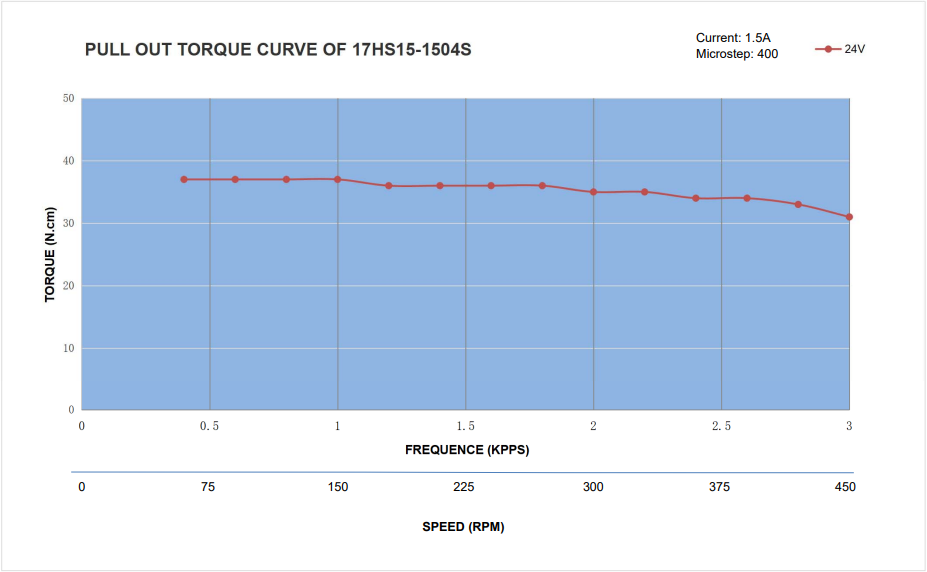 PULL OUT TORQUE CURVE OF 17HS15-1504S
Current: 1.5A
Microstep: 400
24V
50
40
30
20
10
0
TORQUE (N.cm)
0 0.5 1 1.5 2 2.5 3
FREQUENCE (KPPS)
0 75 150 225 300 375 450
SPEED (RPM)